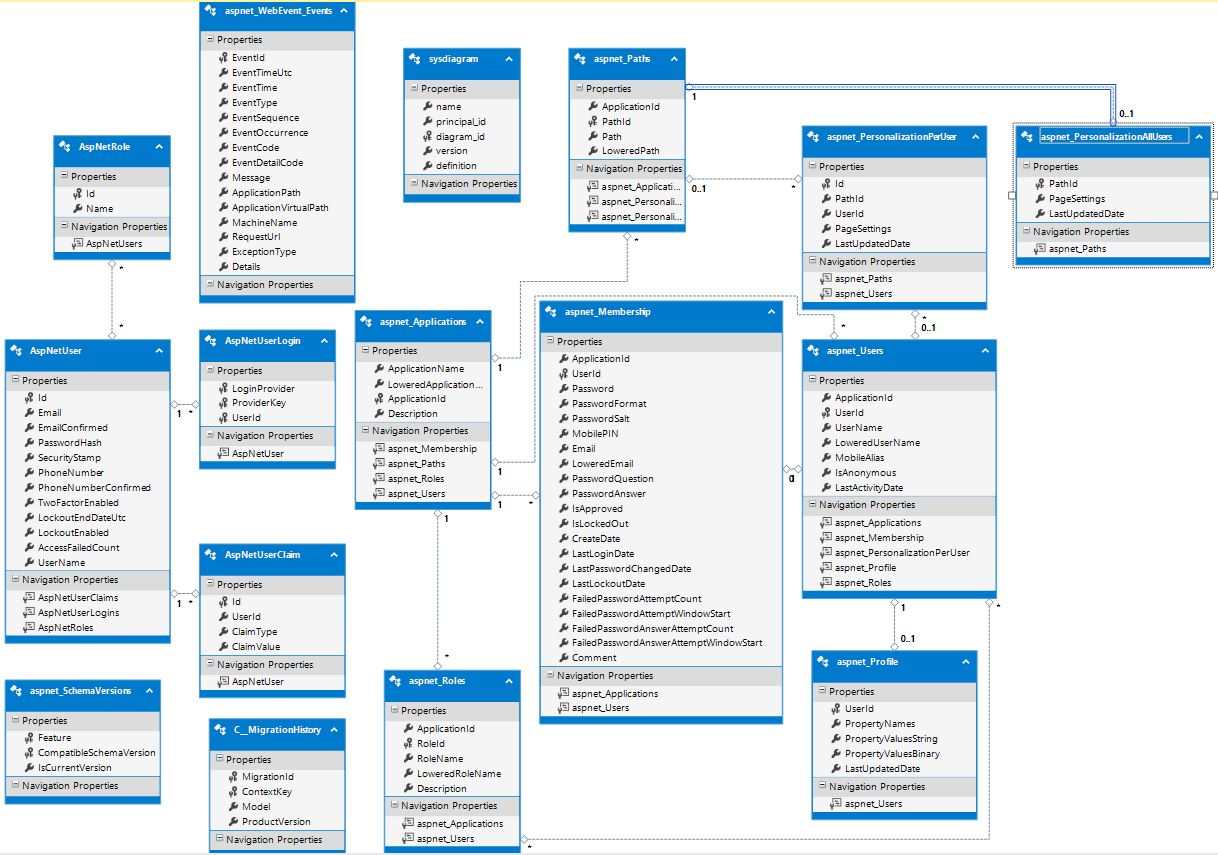 aspnet_WebEvent_Events
Properties
EventId
EventTimeUtc
EventTime
EventType
EventSequence
EventOccurrence
EventCode
EventDetailCode
Message
ApplicationPath
ApplicationVirtualPath
MachineName
RequestUrl
ExceptionType
Details
Navigation Properties
sysdiagram
Properties
name
principal_id
diagram_id
version
definition
Navigation Properties
aspnet_Paths
Properties
ApplicationId
PathId
Path
LoweredPath
Navigation Properties
aspnet_Applicati...
aspnet_Personali...
aspnet_Personali...
1
0..1
0..1
*
*
aspnet_PersonalizationPerUser
Properties
Id
PathId
UserId
PageSettings
LastUpdatedDate
Navigation Properties
aspnet_Paths
aspnet_Users
*
0..1
aspnet_PersonalizationAllUsers
Properties
PathId
PageSettings
LastUpdatedDate
Navigation Properties
aspnet_Paths
AspNetRole
Properties
Id
Name
Navigation Properties
AspNetUsers
*
*
AspNetUser
Properties
Id
Email
EmailConfirmed
PasswordHash
SecurityStamp
PhoneNumber
PhoneNumberConfirmed
TwoFactorEnabled
LockoutEndDateUtc
LockoutEnabled
AccessFailedCount
UserName
Navigation Properties
AspNetUserClaims
AspNetUserLogins
AspNetRoles
1 *
1 *
AspNetUserLogin
Properties
LoginProvider
ProviderKey
UserId
Navigation Properties
AspNetUser
AspNetUserClaim
Properties
Id
UserId
ClaimType
ClaimValue
Navigation Properties
AspNetUser
aspnet_Applications
Properties
ApplicationName
LoweredApplication...
ApplicationId
Description
Navigation Properties
aspnet_Membership
aspnet_Paths
aspnet_Roles
aspnet_Users
1
1
1
*
1
*
aspnet_Membership
Properties
ApplicationId
UserId
Password
PasswordFormat
PasswordSalt
MobilePIN
Email
LoweredEmail
PasswordQuestion
PasswordAnswer
IsApproved
IsLockedOut
CreateDate
LastLoginDate
LastPasswordChangedDate
LastLockoutDate
FailedPasswordAttemptCount
FailedPasswordAttemptWindowStart
FailedPasswordAnswerAttemptCount
FailedPasswordAnswerAttemptWindowStart
Comment
Navigation Properties
aspnet_Applications
aspnet_Users
*
aspnet_Users
Properties
ApplicationId
UserId
UserName
LoweredUserName
MobileAlias
IsAnonymous
LastActivityDate
Navigation Properties
aspnet_Applications
aspnet_Membership
aspnet_PersonalizationPerUser
aspnet_Profile
aspnet_Roles
1
*
0..1
aspnet_Profile
Properties
UserId
PropertyNames
PropertyValuesString
PropertyValuesBinary
LastUpdatedDate
Navigation Properties
aspnet_Users
aspnet_SchemaVersions
Properties
Feature
CompatibleSchemaVersion
IsCurrentVersion
Navigation Properties
C__MigrationHistory
Properties
MigrationId
ContextKey
Model
ProductVersion
Navigation Properties
aspnet_Roles
Properties
ApplicationId
RoleId
RoleName
LoweredRoleName
Description
Navigation Properties
aspnet_Applications
aspnet_Users
*